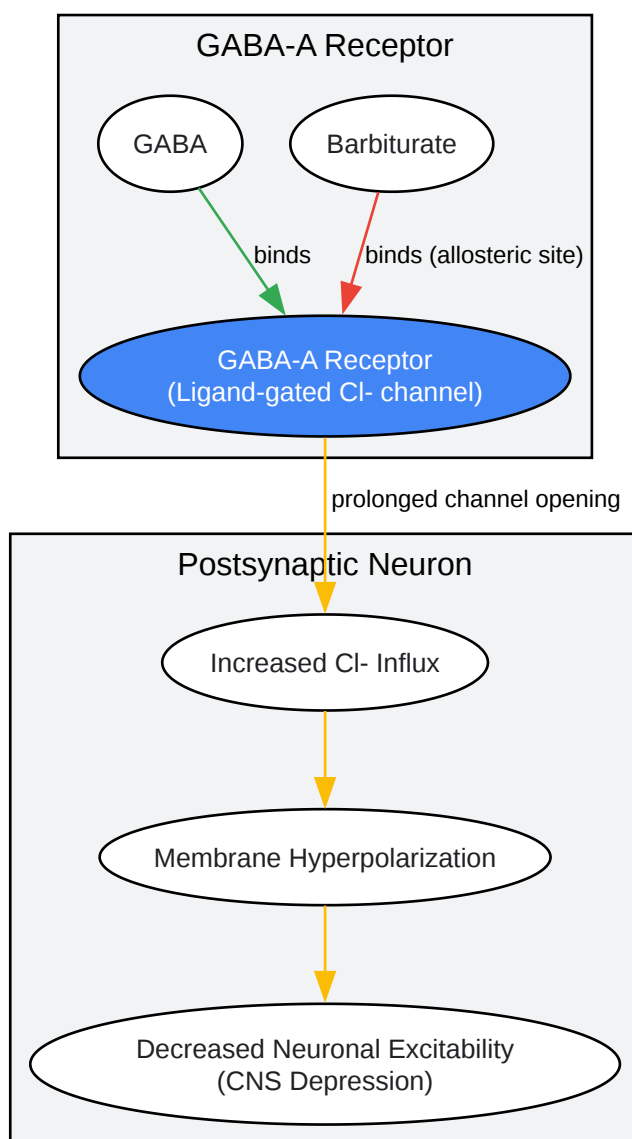 GABA-A Receptor
GABA
Barbiturate
binds
binds (allosteric site)
GABA-A Receptor
(Ligand-gated Cl- channel)
prolonged channel opening
Postsynaptic Neuron
Increased Cl- Influx
Membrane Hyperpolarization
Decreased Neuronal Excitability
(CNS Depression)